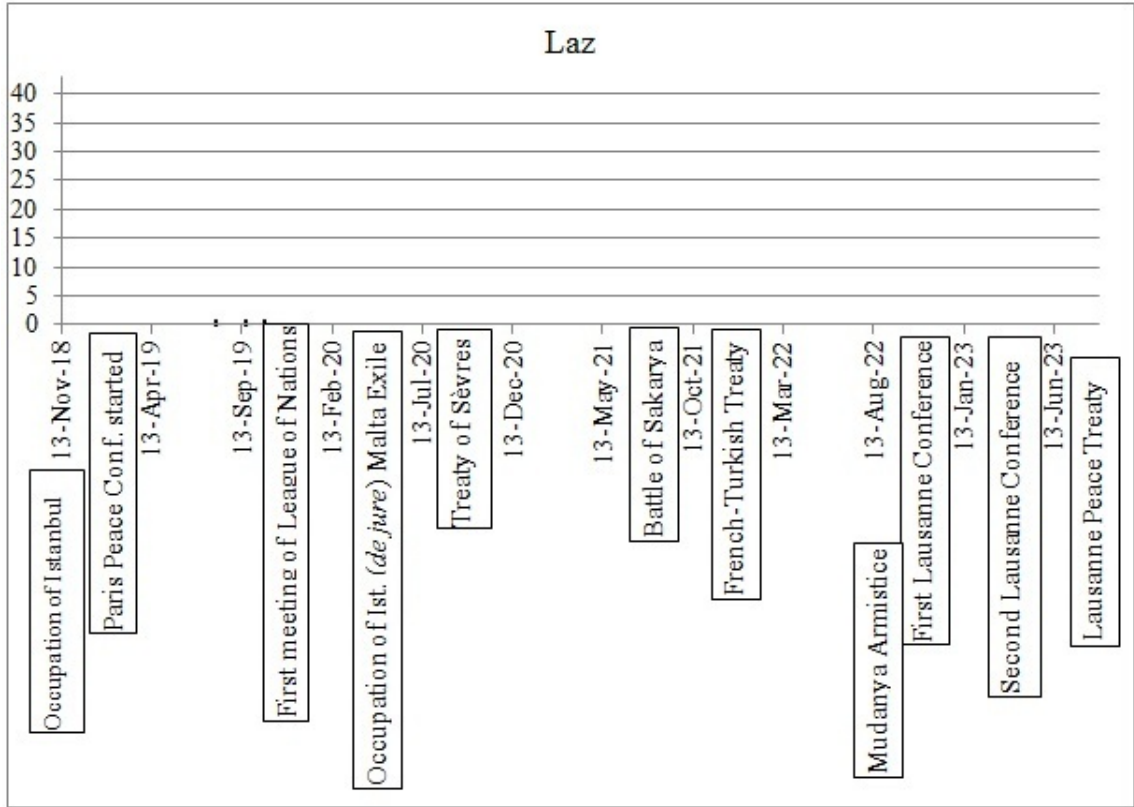 Laz
40
35
30
25
20
15
10
5
0
13-Nov-18
13-Apr-19
13-Sep-19
13-Feb-20
13-Jul-20
13-Dec-20
13-May-21
13-Oct-21
13-Mar-22
13-Aug-22
13-Jan-23
13-Jun-23
Occupation of Istanbul
Paris Peace Conf. started
First meeting of League of Nations
Occupation of Ist. (de jure) Malta Exile
Treaty of Sèvres
Battle of Sakarya
French-Turkish Treaty
Mudanya Armistice
First Lausanne Conference
Second Lausanne Conference
Lausanne Peace Treaty